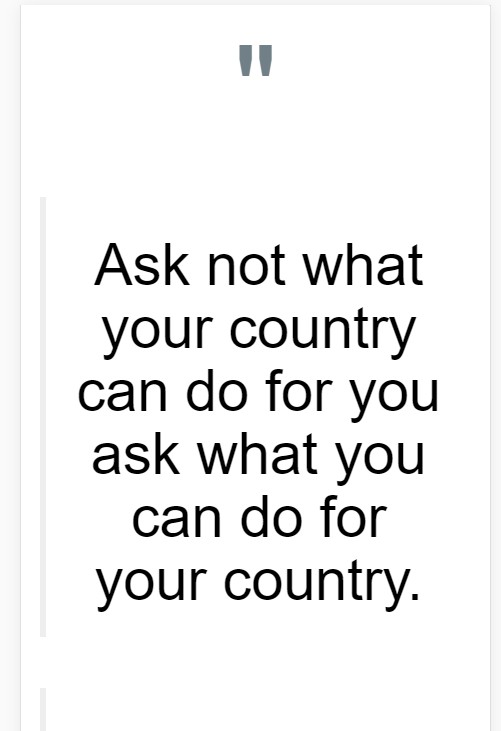 "
Ask not what
your country
can do for you
ask what you
can do for
your country.